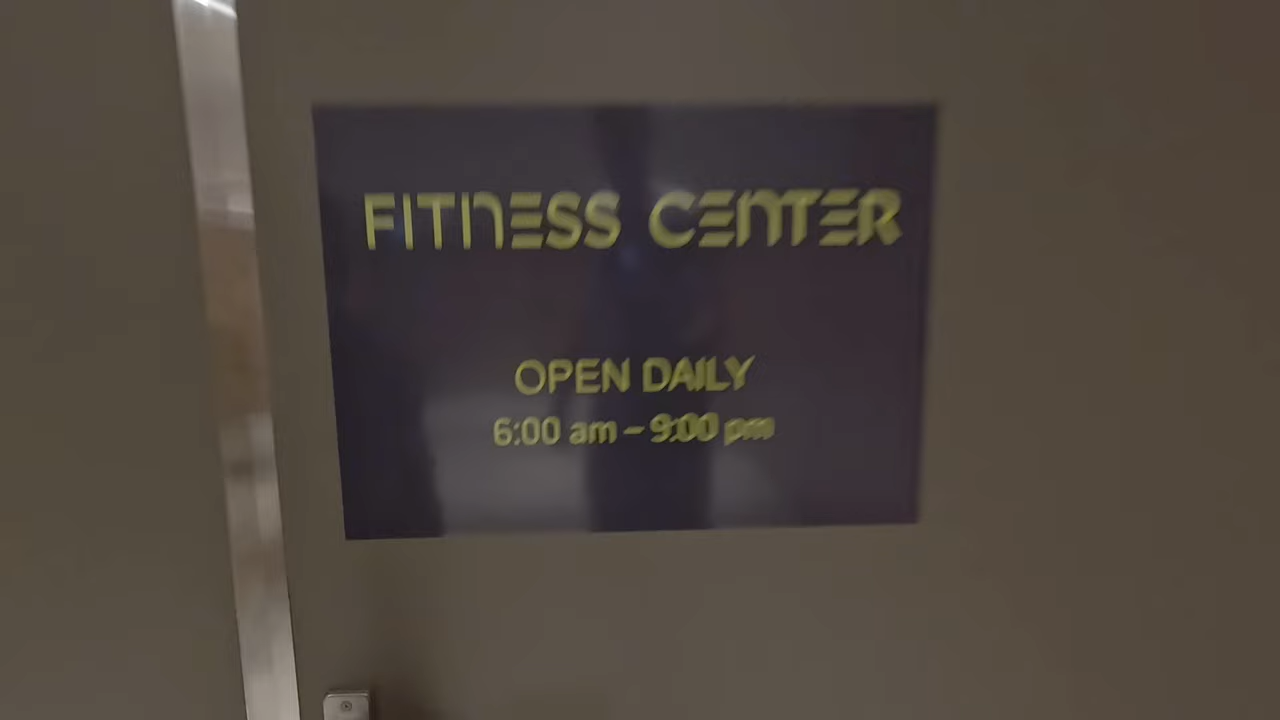 FITNESS CENTER
OPEN DAILY
6:00 am – 9:00 pm